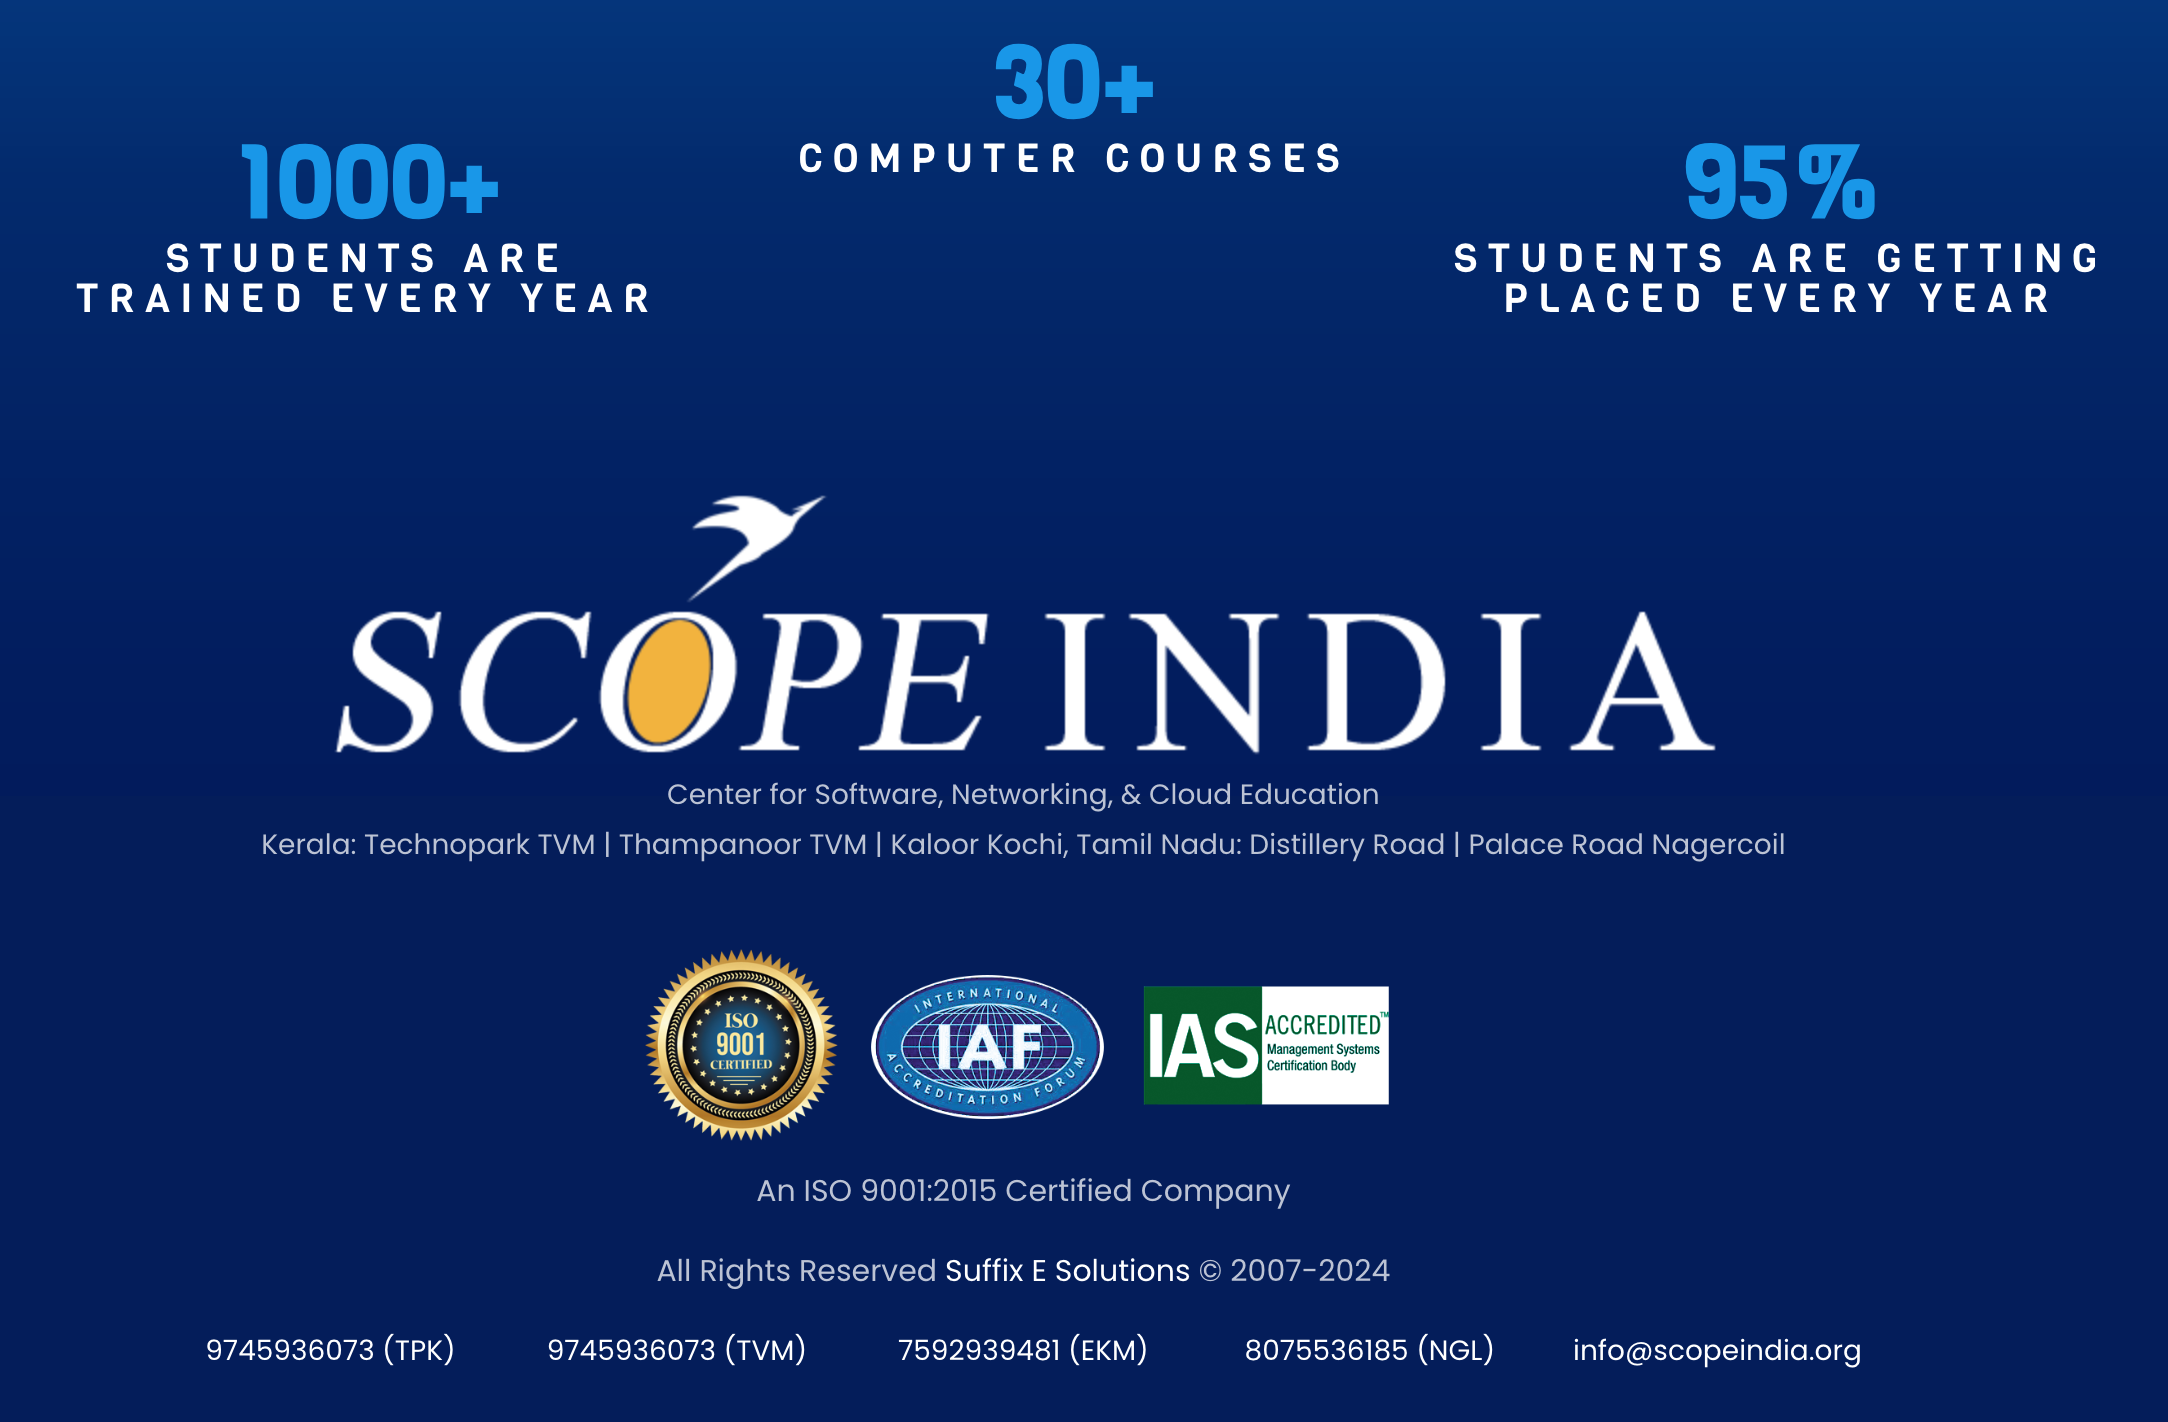 30+
COMPUTER COURSES
1000+
STUDENTS ARE
TRAINED EVERY YEAR
95%
STUDENTS ARE GETTING
PLACED EVERY YEAR
SCOPE INDIA
Center for Software, Networking, & Cloud Education
Kerala: Technopark TVM | Thampanoor TVM | Kaloor Kochi, Tamil Nadu: Distillery Road | Palace Road Nagercoil
ISO
9001
CERTIFIED
INTERNATIONAL
IAF
ACCREDITATION FORUM
IAS
ACCREDITED™
Management Systems
Certification Body
An ISO 9001:2015 Certified Company
All Rights Reserved Suffix E Solutions © 2007-2024
9745936073 (TPK) 9745936073 (TVM) 7592939481 (EKM) 8075536185 (NGL) info@scopeindia.org